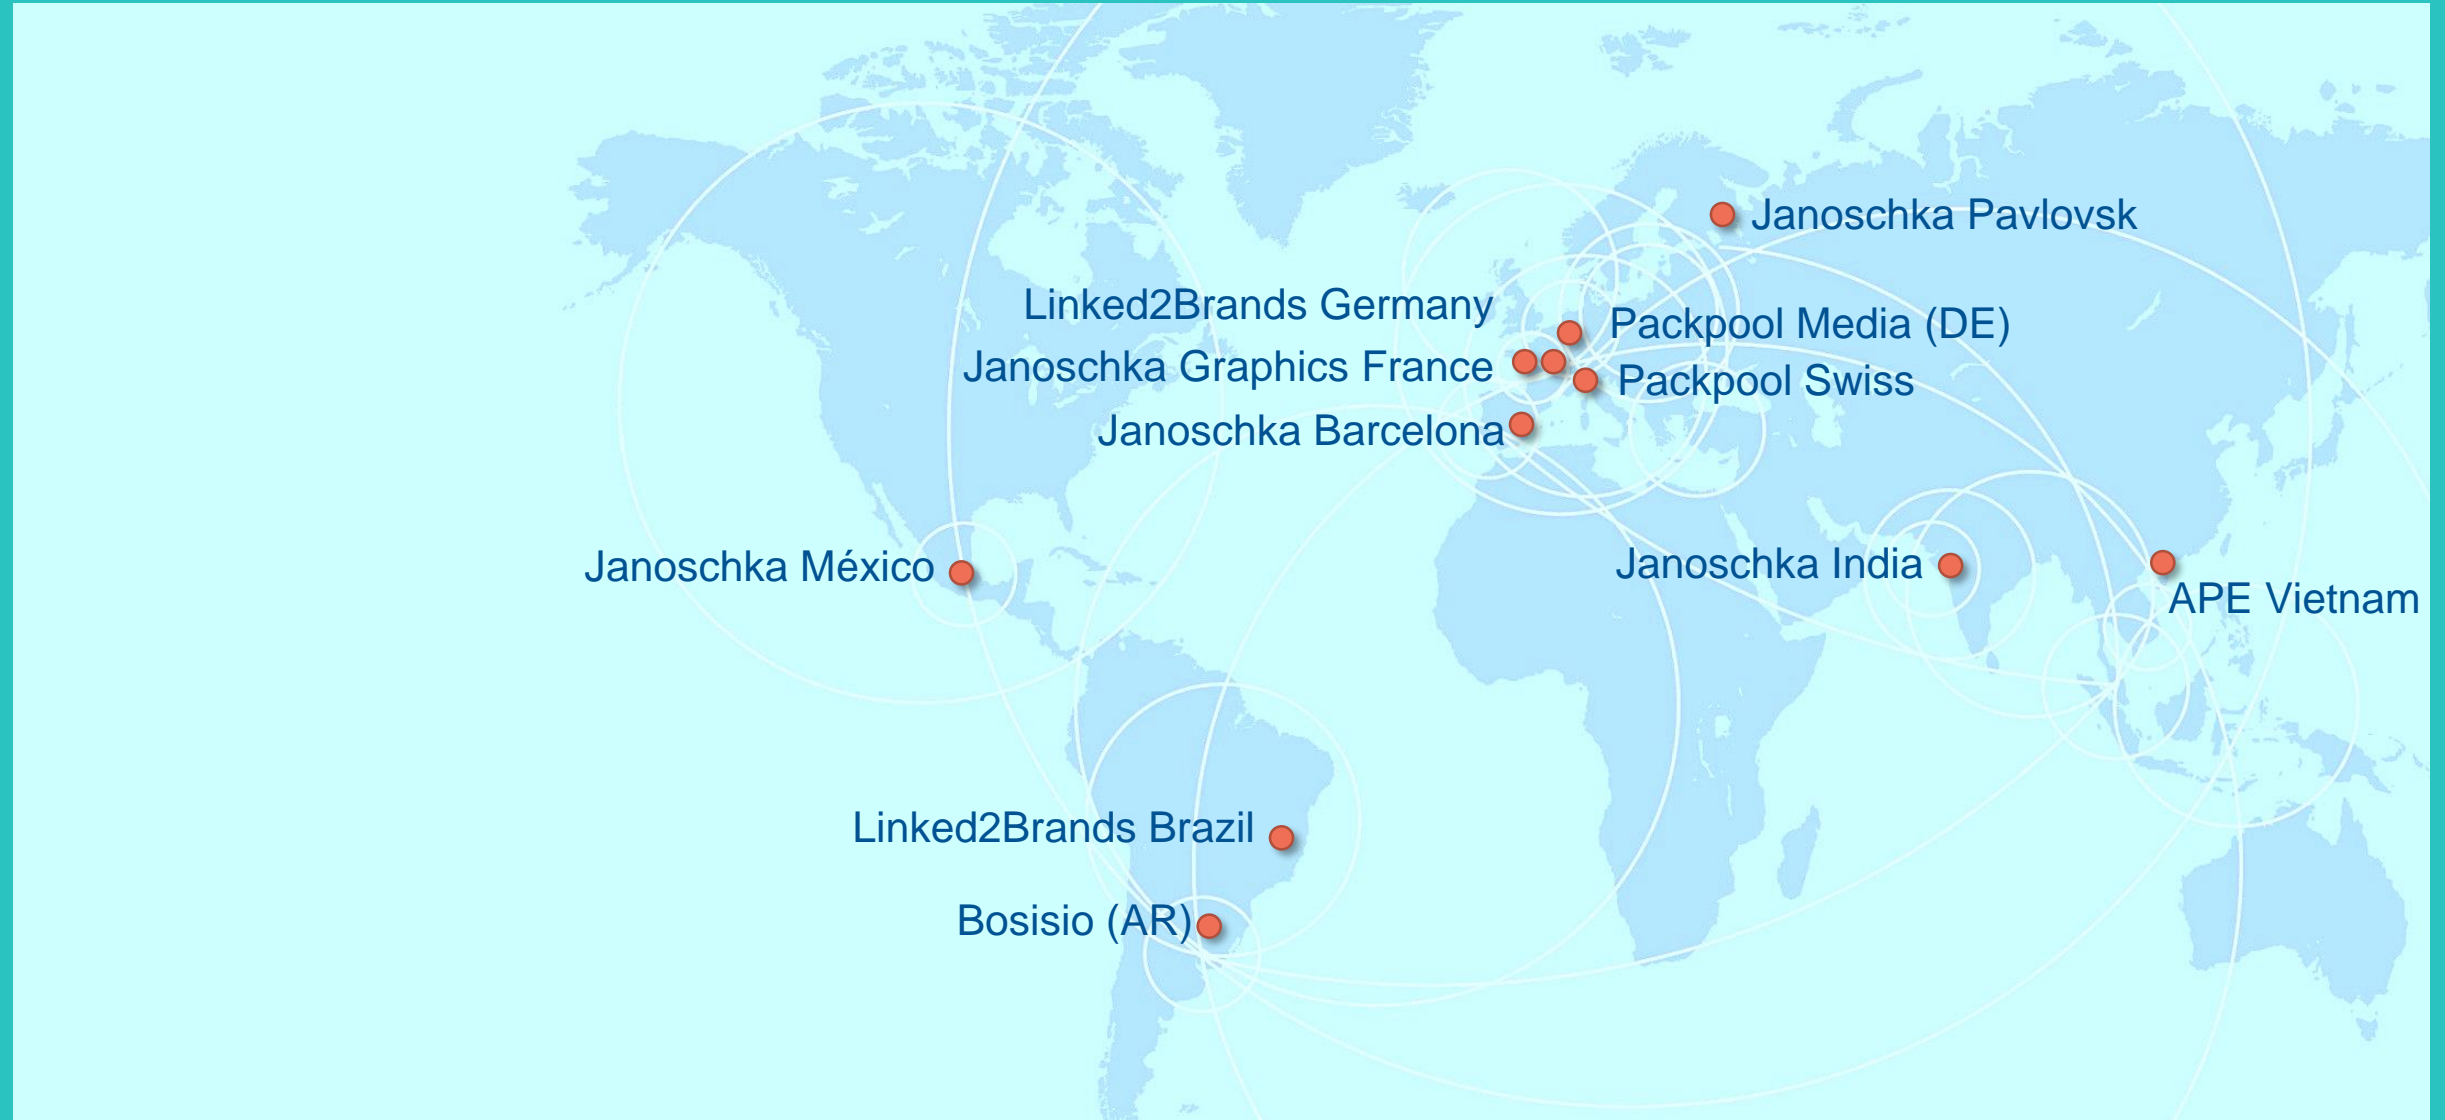 Janoschka Pavlovsk
Linked2Brands Germany
Packpool Media (DE)
Janoschka Graphics France
Packpool Swiss
Janoschka Barcelona
Janoschka México
Janoschka India
APE Vietnam
Linked2Brands Brazil
Bosisio (AR)